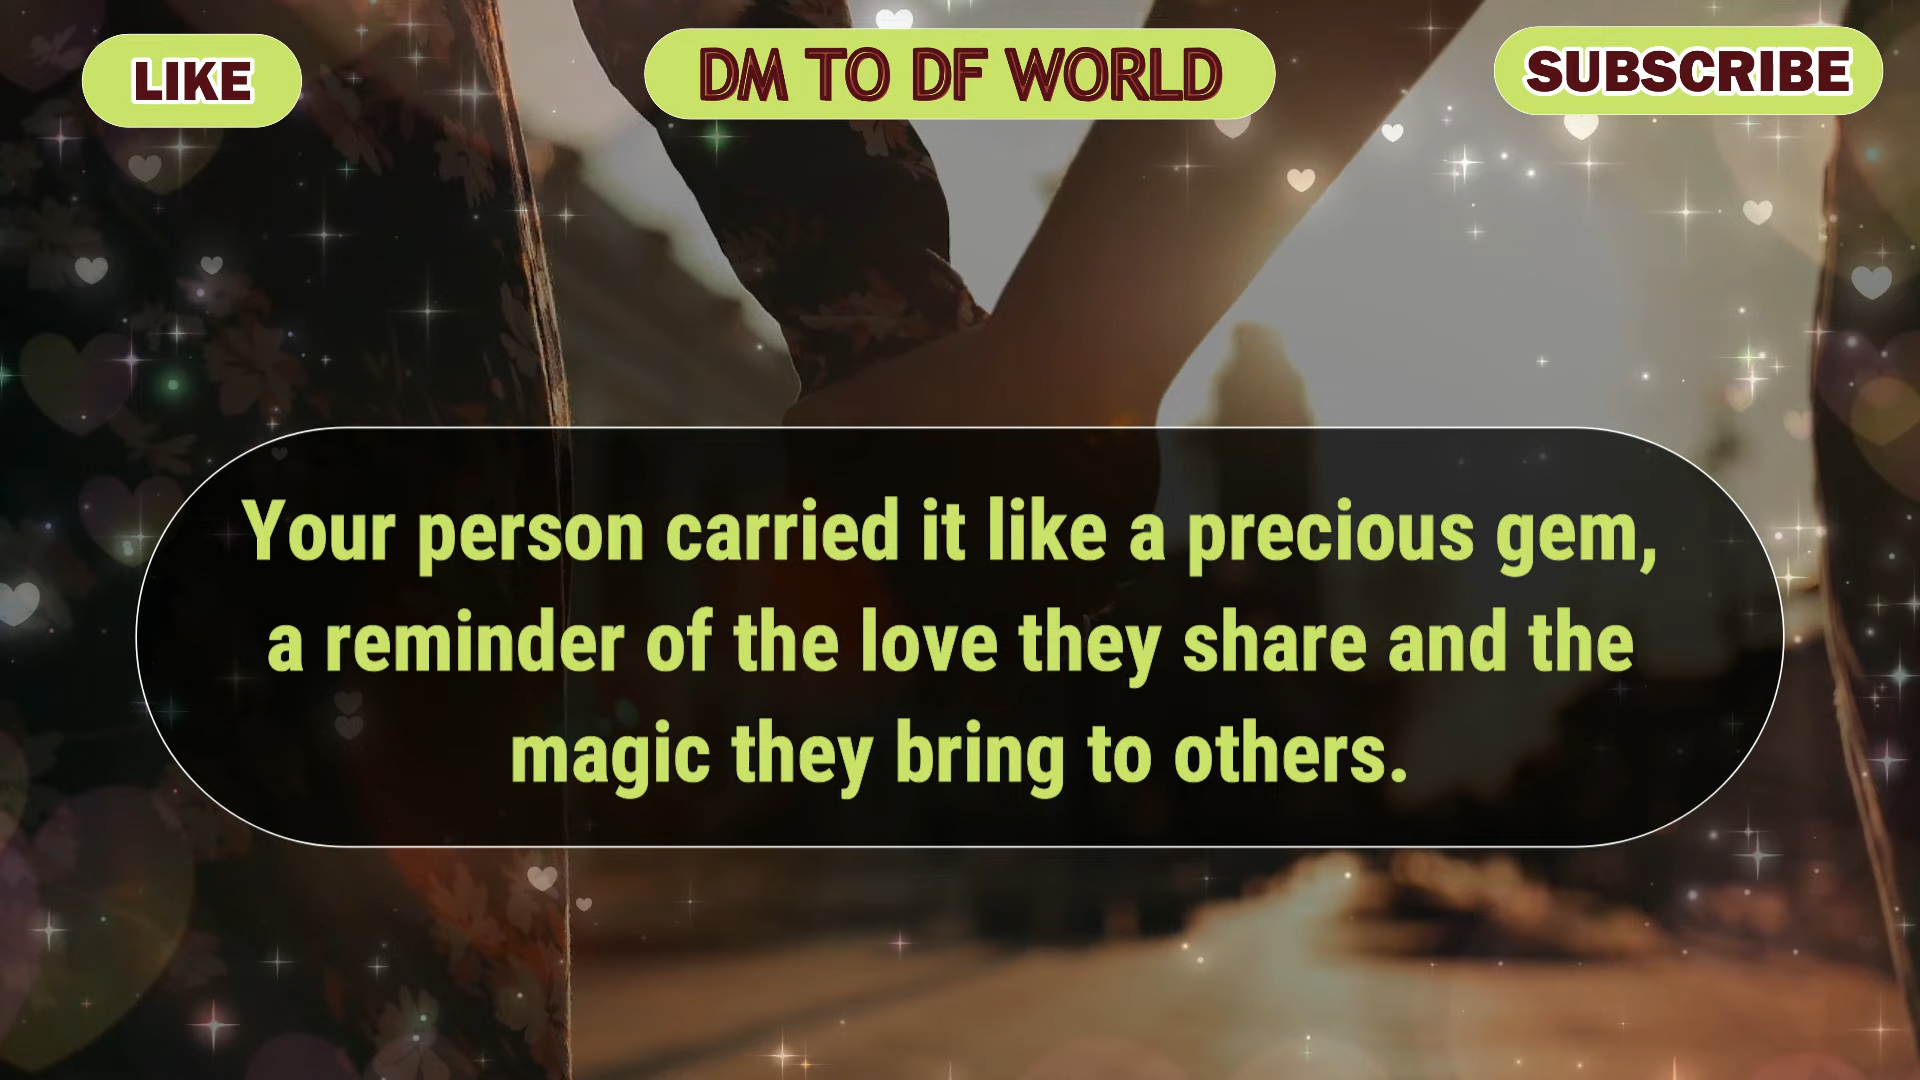 LIKE
DM TO DF WORLD
SUBSCRIBE
Your person carried it like a precious gem,
a reminder of the love they share and the
magic they bring to others.